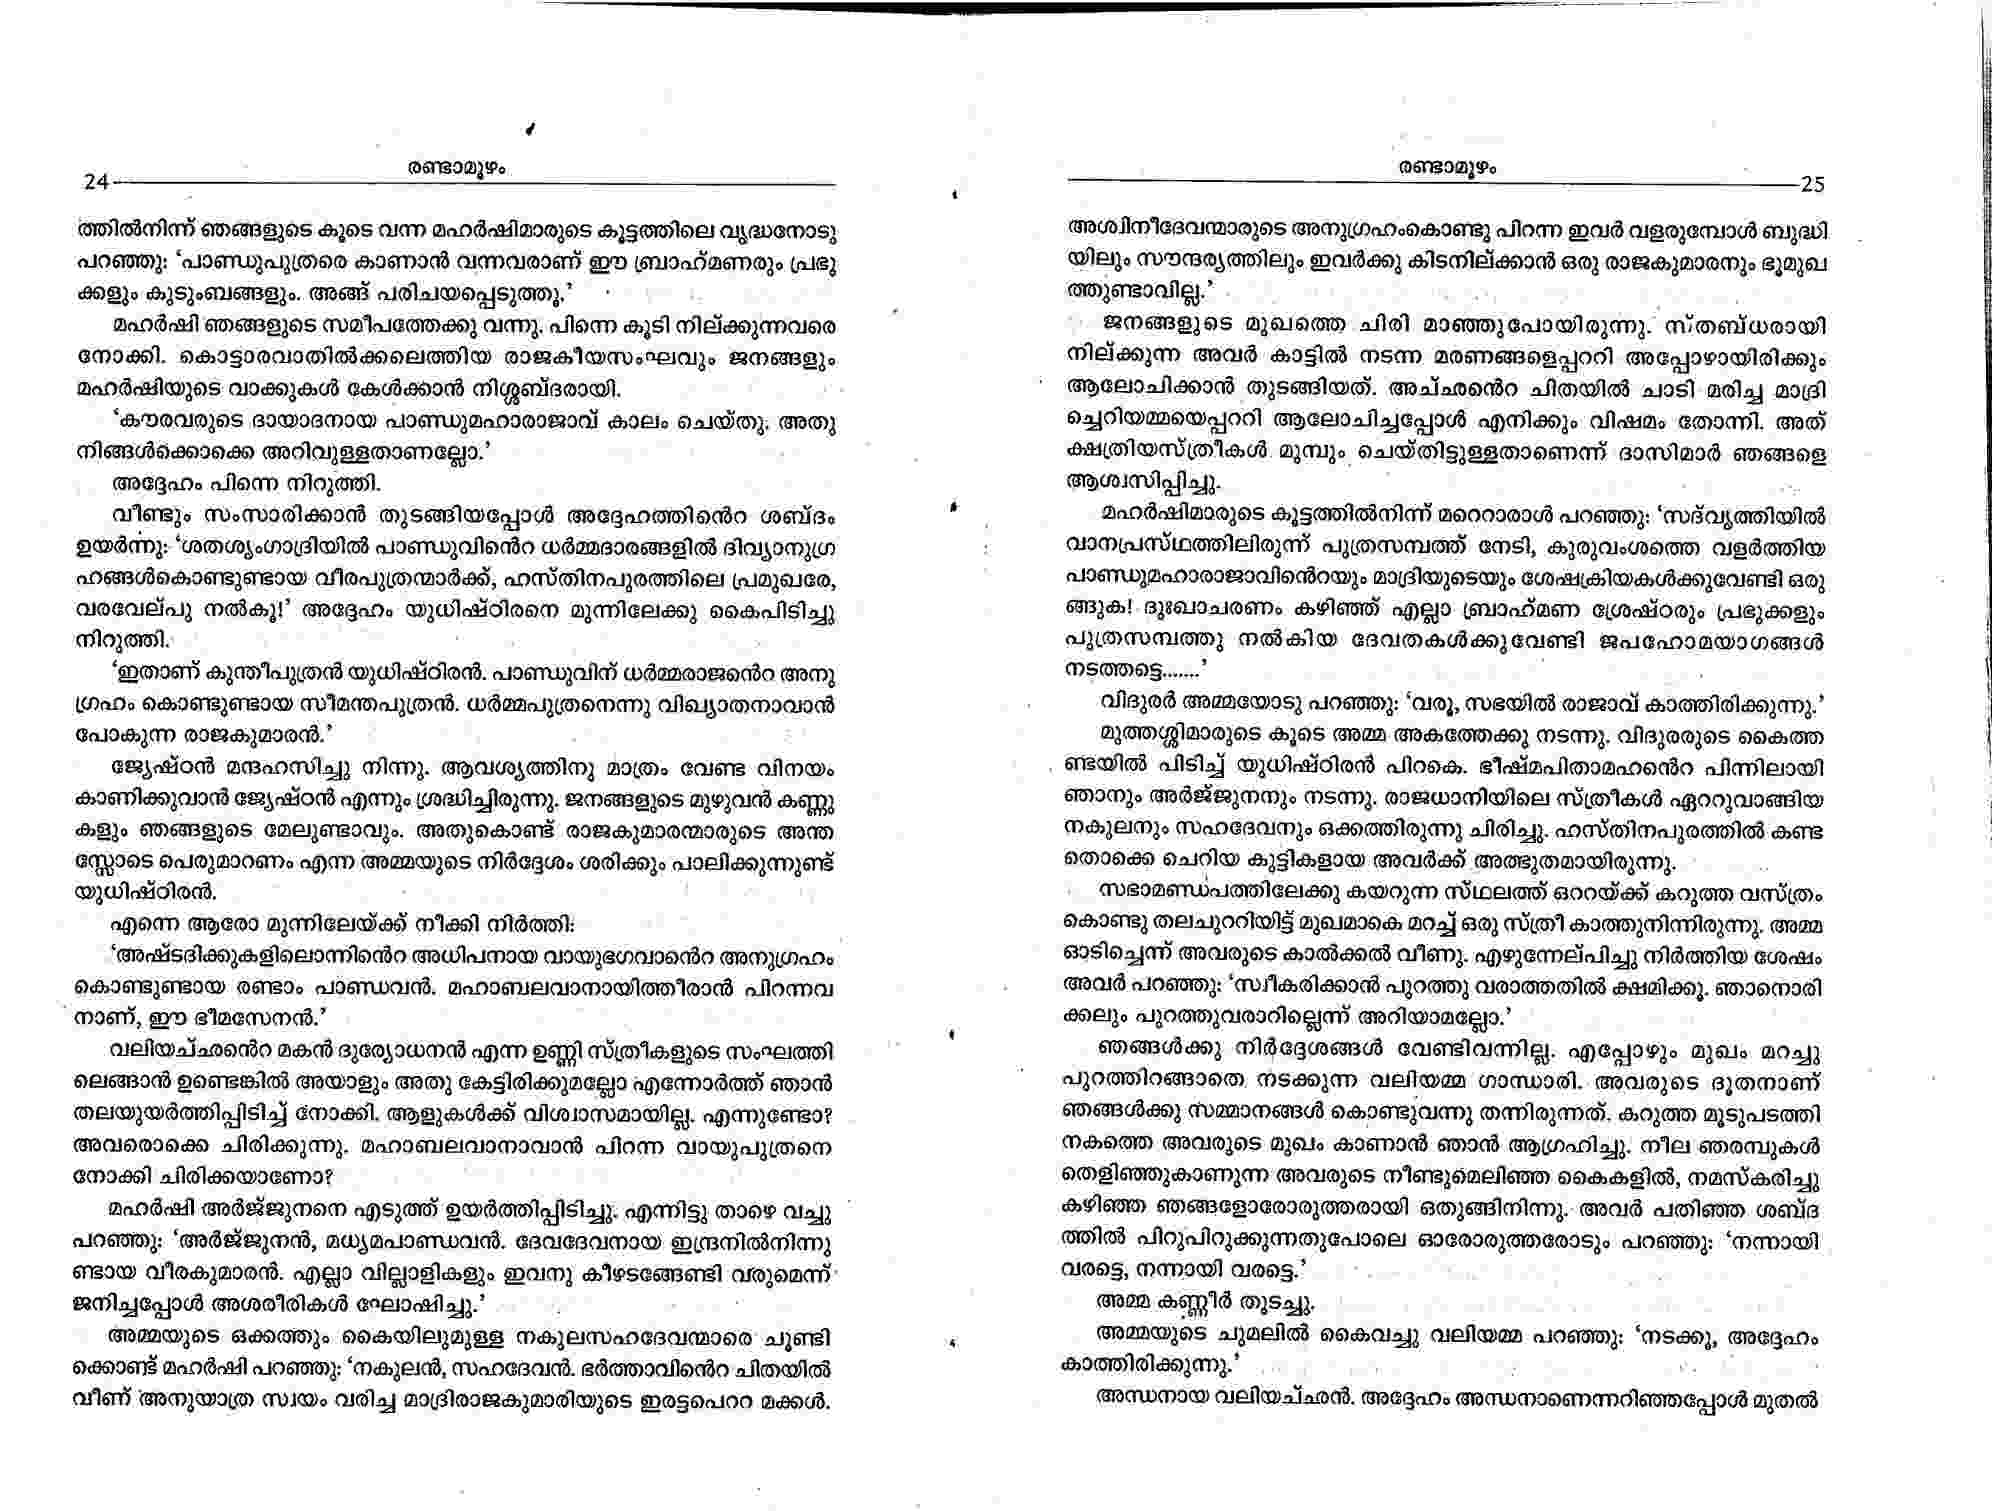 രണ്ടാമൂഴം
24
ത്തിൽനിന്ന് ഞങ്ങളുടെ കൂടെ വന്ന മഹർഷിമാരുടെ കൂട്ടത്തിലെ വൃദ്ധനോടു
പറഞ്ഞു: ‘പാണ്ഡുപുത്രരെ കാണാൻ വന്നവരാണ് ഈ ബ്രാഹ്മണരും പ്രഭു
ക്കളും കുടുംബങ്ങളും. അങ്ങ് പരിചയപ്പെടുത്തൂ.’
മഹർഷി ഞങ്ങളുടെ സമീപത്തേക്കു വന്നു. പിന്നെ കൂടി നില്ക്കുന്നവരെ
നോക്കി. കൊട്ടാരവാതിൽക്കലെത്തിയ രാജകീയസംഘവും ജനങ്ങളും
മഹർഷിയുടെ വാക്കുകൾ കേൾക്കാൻ നിശ്ശബ്ദരായി.
‘കൗരവരുടെ ദായാദനായ പാണ്ഡുമഹാരാജാവ് കാലം ചെയ്തു. അതു
നിങ്ങൾക്കൊക്കെ അറിവുള്ളതാണല്ലോ.’
അദ്ദേഹം പിന്നെ നിറുത്തി.
വീണ്ടും സംസാരിക്കാൻ തുടങ്ങിയപ്പോൾ അദ്ദേഹത്തിൻെറ ശബ്ദം
ഉയർന്നു: ‘ശതശൃംഗാദ്രിയിൽ പാണ്ഡുവിൻെറ ധർമ്മദാരങ്ങളിൽ ദിവ്യാനുഗ്ര
ഹങ്ങൾകൊണ്ടുണ്ടായ വീരപുത്രന്മാർക്ക്, ഹസ്തിനപുരത്തിലെ പ്രമുഖരേ,
വരവേല്പു നൽകൂ!’ അദ്ദേഹം യുധിഷ്ഠിരനെ മുന്നിലേക്കു കൈപിടിച്ചു
നിറുത്തി.
‘ഇതാണ് കുന്തീപുത്രൻ യുധിഷ്ഠിരൻ. പാണ്ഡുവിന് ധർമ്മരാജൻെറ അനു
ഗ്രഹം കൊണ്ടുണ്ടായ സീമന്തപുത്രൻ. ധർമ്മപുത്രനെന്നു വിഖ്യാതനാവാൻ
പോകുന്ന രാജകുമാരൻ.’
ജ്യേഷ്ഠൻ മന്ദഹസിച്ചു നിന്നു. ആവശ്യത്തിനു മാത്രം വേണ്ട വിനയം
കാണിക്കുവാൻ ജ്യേഷ്ഠൻ എന്നും ശ്രദ്ധിച്ചിരുന്നു. ജനങ്ങളുടെ മുഴുവൻ കണ്ണു
കളും ഞങ്ങളുടെ മേലുണ്ടാവും. അതുകൊണ്ട് രാജകുമാരന്മാരുടെ അന്ത
സ്സോടെ പെരുമാറണം എന്ന അമ്മയുടെ നിർദ്ദേശം ശരിക്കും പാലിക്കുന്നുണ്ട്
യുധിഷ്ഠിരൻ.
എന്നെ ആരോ മുന്നിലേയ്ക്ക് നീക്കി നിർത്തി:
‘അഷ്ടദിക്കുകളിലൊന്നിൻെറ അധിപനായ വായുഭഗവാൻെറ അനുഗ്രഹം
കൊണ്ടുണ്ടായ രണ്ടാം പാണ്ഡവൻ. മഹാബലവാനായിത്തീരാൻ പിറന്നവ
നാണ്, ഈ ഭീമസേനൻ.’
വലിയച്ഛൻെറ മകൻ ദുര്യോധനൻ എന്ന ഉണ്ണി സ്ത്രീകളുടെ സംഘത്തി
ലെങ്ങാൻ ഉണ്ടെങ്കിൽ അയാളും അതു കേട്ടിരിക്കുമല്ലോ എന്നോർത്ത് ഞാൻ
തലയുയർത്തിപ്പിടിച്ച് നോക്കി. ആളുകൾക്ക് വിശ്വാസമായില്ല. എന്നുണ്ടോ?
അവരൊക്കെ ചിരിക്കുന്നു. മഹാബലവാനാവാൻ പിറന്ന വായുപുത്രനെ
നോക്കി ചിരിക്കയാണോ?
മഹർഷി അർജ്ജുനനെ എടുത്ത് ഉയർത്തിപ്പിടിച്ചു. എന്നിട്ടു താഴെ വച്ചു
പറഞ്ഞു: ‘അർജ്ജുനൻ, മധ്യമപാണ്ഡവൻ. ദേവദേവനായ ഇന്ദ്രനിൽനിന്നു
ണ്ടായ വീരകുമാരൻ. എല്ലാ വില്ലാളികളും ഇവനു കീഴടങ്ങേണ്ടി വരുമെന്ന്
ജനിച്ചപ്പോൾ അശരീരികൾ ഘോഷിച്ചു.’
അമ്മയുടെ ഒക്കത്തും കൈയിലുമുള്ള നകുലസഹദേവന്മാരെ ചൂണ്ടി
ക്കൊണ്ട് മഹർഷി പറഞ്ഞു: ‘നകുലൻ, സഹദേവൻ. ഭർത്താവിൻെറ ചിതയിൽ
വീണ് അനുയാത്ര സ്വയം വരിച്ച മാദ്രിരാജകുമാരിയുടെ ഇരട്ടപെററ മക്കൾ.
രണ്ടാമൂഴം
25
അശ്വിനീദേവന്മാരുടെ അനുഗ്രഹംകൊണ്ടു പിറന്ന ഇവർ വളരുമ്പോൾ ബുദ്ധി
യിലും സൗന്ദര്യത്തിലും ഇവർക്കു കിടനില്ക്കാൻ ഒരു രാജകുമാരനും ഭൂമുഖ
ത്തുണ്ടാവില്ല.’
ജനങ്ങളുടെ മുഖത്തെ ചിരി മാഞ്ഞുപോയിരുന്നു. സ്തബ്ധരായി
നില്ക്കുന്ന അവർ കാട്ടിൽ നടന്ന മരണങ്ങളെപ്പററി അപ്പോഴായിരിക്കും
ആലോചിക്കാൻ തുടങ്ങിയത്. അച്ഛൻെറ ചിതയിൽ ചാടി മരിച്ച മാദ്രി
ച്ചെറിയമ്മയെപ്പററി ആലോചിച്ചപ്പോൾ എനിക്കും വിഷമം തോന്നി. അത്
ക്ഷത്രിയസ്ത്രീകൾ മുമ്പും ചെയ്തിട്ടുള്ളതാണെന്ന് ദാസിമാർ ഞങ്ങളെ
ആശ്വസിപ്പിച്ചു.
മഹർഷിമാരുടെ കൂട്ടത്തിൽനിന്ന് മറെറാരാൾ പറഞ്ഞു: ‘സദ്‌വൃത്തിയിൽ
വാനപ്രസ്ഥത്തിലിരുന്ന് പുത്രസമ്പത്ത് നേടി, കുരുവംശത്തെ വളർത്തിയ
പാണ്ഡുമഹാരാജാവിൻെറയും മാദ്രിയുടെയും ശേഷക്രിയകൾക്കുവേണ്ടി ഒരു
ങ്ങുക! ദുഃഖാചരണം കഴിഞ്ഞ് എല്ലാ ബ്രാഹ്മണ ശ്രേഷ്ഠരും പ്രഭുക്കളും
പുത്രസമ്പത്തു നൽകിയ ദേവതകൾക്കുവേണ്ടി ജപഹോമയാഗങ്ങൾ
നടത്തട്ടെ.......’
വിദുരർ അമ്മയോടു പറഞ്ഞു: ‘വരൂ, സഭയിൽ രാജാവ് കാത്തിരിക്കുന്നു.’
മുത്തശ്ശിമാരുടെ കൂടെ അമ്മ അകത്തേക്കു നടന്നു. വിദുരരുടെ കൈത്ത
ണ്ടയിൽ പിടിച്ച് യുധിഷ്ഠിരൻ പിറകെ. ഭീഷ്മപിതാമഹൻെറ പിന്നിലായി
ഞാനും അർജ്ജുനനും നടന്നു. രാജധാനിയിലെ സ്ത്രീകൾ ഏററുവാങ്ങിയ
നകുലനും സഹദേവനും ഒക്കത്തിരുന്നു ചിരിച്ചു. ഹസ്തിനപുരത്തിൽ കണ്ട
തൊക്കെ ചെറിയ കുട്ടികളായ അവർക്ക് അത്ഭുതമായിരുന്നു.
സഭാമണ്ഡപത്തിലേക്കു കയറുന്ന സ്ഥലത്ത് ഒററയ്ക്ക് കറുത്ത വസ്ത്രം
കൊണ്ടു തലചുററിയിട്ട് മുഖമാകെ മറച്ച് ഒരു സ്ത്രീ കാത്തുനിന്നിരുന്നു. അമ്മ
ഓടിച്ചെന്ന് അവരുടെ കാൽക്കൽ വീണു. എഴുന്നേല്പിച്ചു നിർത്തിയ ശേഷം
അവർ പറഞ്ഞു: ‘സ്വീകരിക്കാൻ പുറത്തു വരാത്തതിൽ ക്ഷമിക്കൂ. ഞാനൊരി
ക്കലും പുറത്തുവരാറില്ലെന്ന് അറിയാമല്ലോ.’
ഞങ്ങൾക്കു നിർദ്ദേശങ്ങൾ വേണ്ടിവന്നില്ല. എപ്പോഴും മുഖം മറച്ചു
പുറത്തിറങ്ങാതെ നടക്കുന്ന വലിയമ്മ ഗാന്ധാരി. അവരുടെ ദൂതനാണ്
ഞങ്ങൾക്കു സമ്മാനങ്ങൾ കൊണ്ടുവന്നു തന്നിരുന്നത്. കറുത്ത മൂടുപടത്തി
നകത്തെ അവരുടെ മുഖം കാണാൻ ഞാൻ ആഗ്രഹിച്ചു. നീല ഞരമ്പുകൾ
തെളിഞ്ഞുകാണുന്ന അവരുടെ നീണ്ടുമെലിഞ്ഞ കൈകളിൽ, നമസ്കരിച്ചു
കഴിഞ്ഞ ഞങ്ങളോരോരുത്തരായി ഒതുങ്ങിനിന്നു. അവർ പതിഞ്ഞ ശബ്ദ
ത്തിൽ പിറുപിറുക്കുന്നതുപോലെ ഓരോരുത്തരോടും പറഞ്ഞു: ‘നന്നായി
വരട്ടെ, നന്നായി വരട്ടെ.’
അമ്മ കണ്ണീർ തുടച്ചു.
അമ്മയുടെ ചുമലിൽ കൈവച്ചു വലിയമ്മ പറഞ്ഞു: ‘നടക്കൂ, അദ്ദേഹം
കാത്തിരിക്കുന്നു.’
അന്ധനായ വലിയച്ഛൻ. അദ്ദേഹം അന്ധനാണെന്നറിഞ്ഞപ്പോൾ മുതൽ